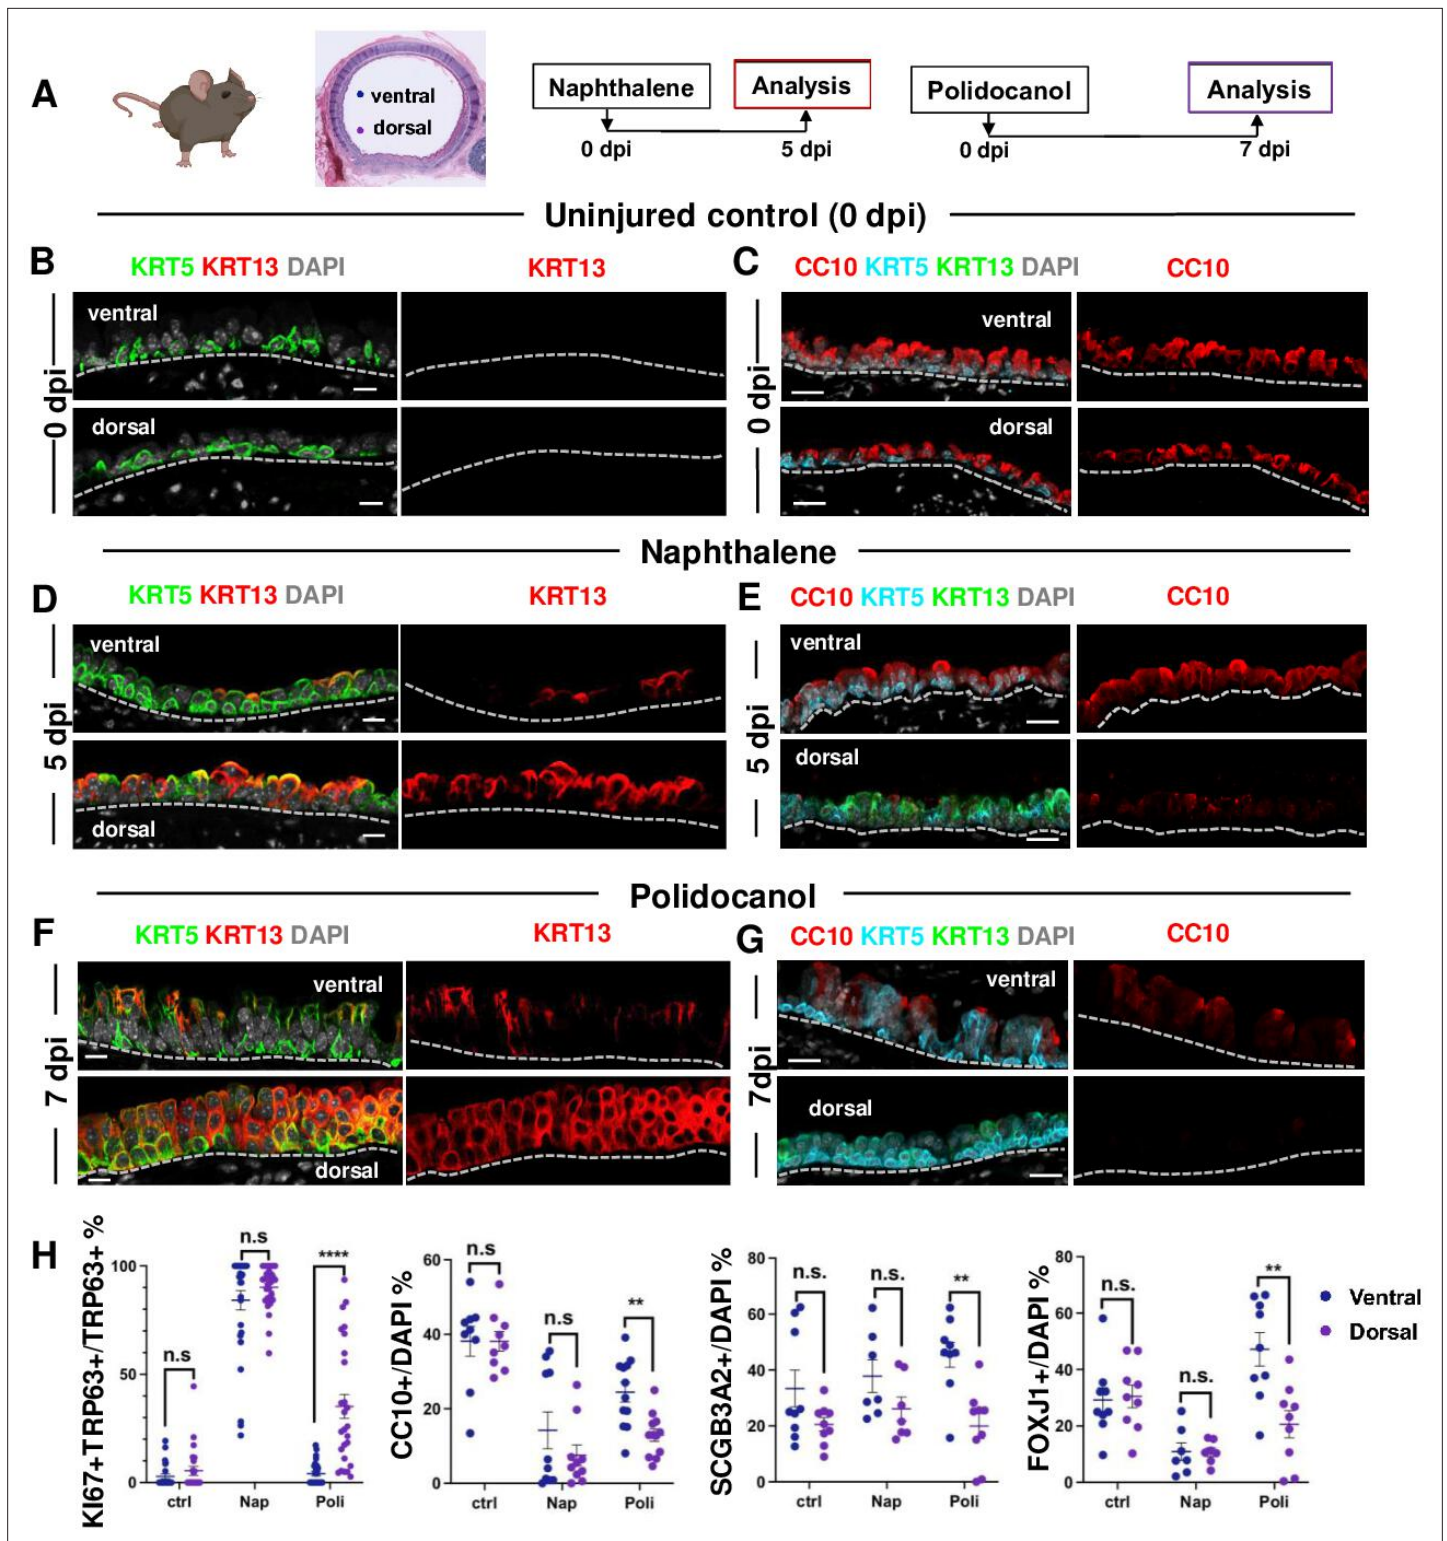 A
ventral
dorsal
Naphthalene
Analysis
0 dpi
5 dpi
Polidocanol
Analysis
0 dpi
7 dpi
Uninjured control (0 dpi)
B
KRT5 KRT13 DAPI
KRT13
0 dpi
ventral
dorsal
C
CC10 KRT5 KRT13 DAPI
CC10
0 dpi
ventral
dorsal
Naphthalene
D
KRT5 KRT13 DAPI
KRT13
5 dpi
ventral
dorsal
E
CC10 KRT5 KRT13 DAPI
CC10
5 dpi
ventral
dorsal
Polidocanol
F
KRT5 KRT13 DAPI
KRT13
7 dpi
ventral
dorsal
G
CC10 KRT5 KRT13 DAPI
CC10
7dpi
ventral
dorsal
H
KI67+TRP63+/TRP63+ %
100
50
0
n.s
n.s
****
ctrl
Nap
Poli
CC10+/DAPI %
60
40
20
0
n.s
n.s
**
ctrl
Nap
Poli
SCGB3A2+/DAPI %
80
60
40
20
0
n.s.
n.s.
**
ctrl
Nap
Poli
FOXJ1+/DAPI %
80
60
40
20
0
n.s.
n.s.
**
ctrl
Nap
Poli
Ventral
Dorsal